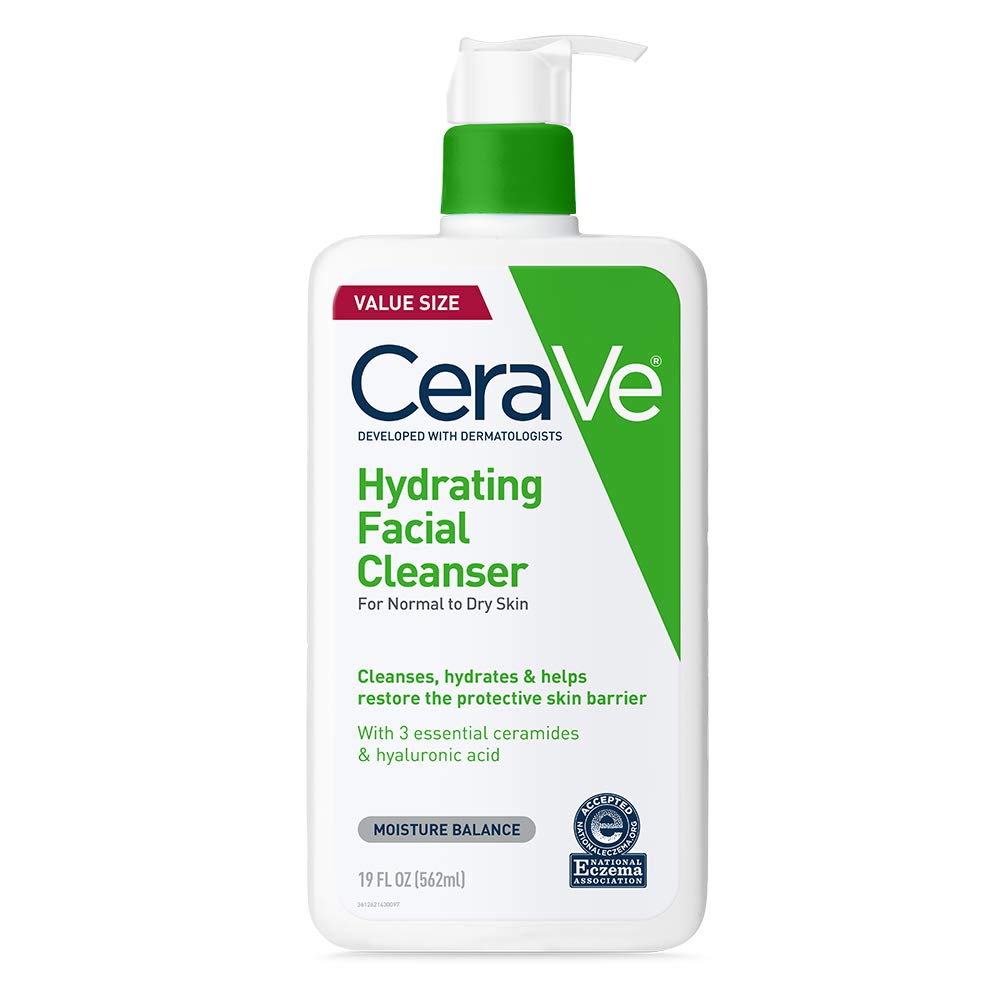 VALUE SIZE
CeraVe®
DEVELOPED WITH DERMATOLOGISTS
Hydrating
Facial
Cleanser
For Normal to Dry Skin
Cleanses, hydrates & helps
restore the protective skin barrier
With 3 essential ceramides
& hyaluronic acid
MOISTURE BALANCE
ACCEPTED
NATIONALECZEMA.ORG
e
NATIONAL
Eczema
ASSOCIATION
19 FL OZ (562ml)